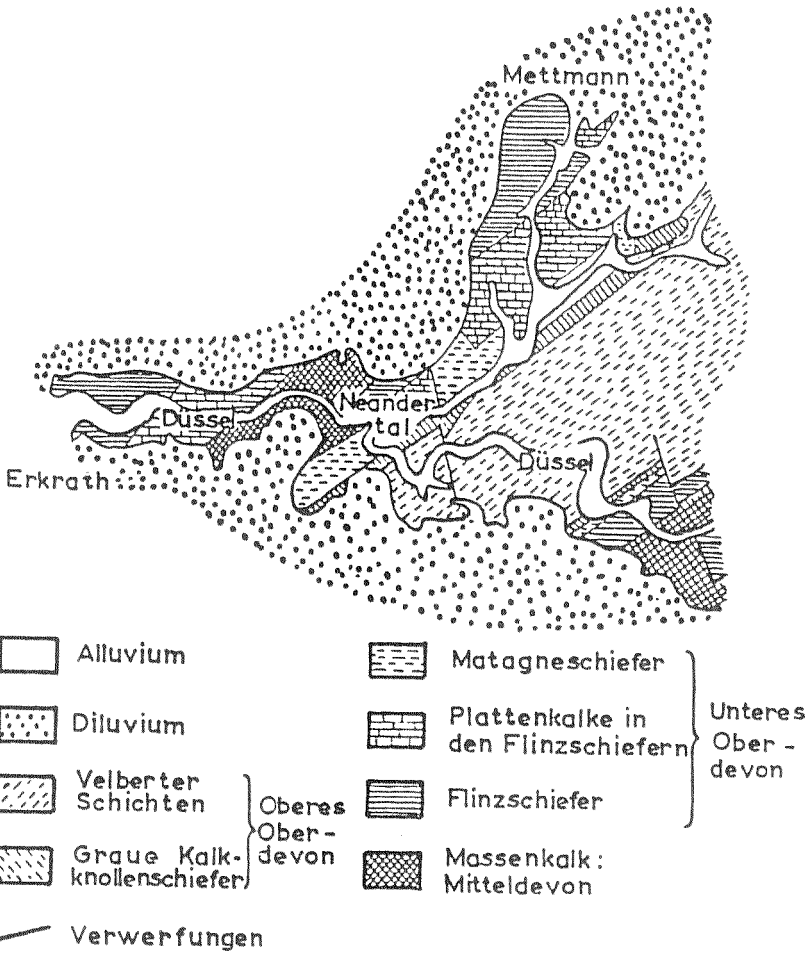 Mettmann
Neanders
tal
Düssel
Düssel
Erkrath
Alluvium
Diluvium
Velberter
Schichten
Graue Kalk-
knollenschiefer
Oberes
Ober-
devon
Verwerfungen
Matagneschiefer
Plattenkalke in
den Flinzschiefern
Flinzschiefer
Unteres
Ober-
devon
Massenkalk:
Mitteldevon